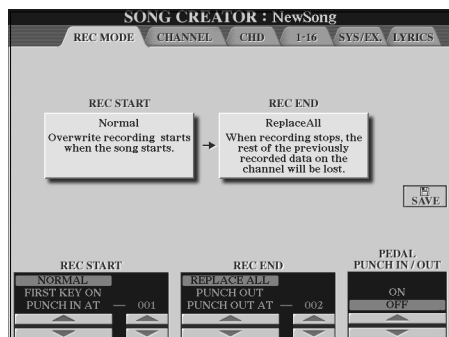 SONG CREATOR : NewSong
REC MODE CHANNEL CHD 1-16 SYS/EX. LYRICS
REC START REC END
Normal
Overwrite recording starts
when the song starts.
ReplaceAll
When recording stops, the
rest of the previously
recorded data on the
channel will be lost.
SAVE
REC START
NORMAL
FIRST KEY ON
PUNCH IN AT — 001
REC END
REPLACE ALL
PUNCH OUT
PUNCH OUT AT — 002
PEDAL
PUNCH IN / OUT
ON
OFF